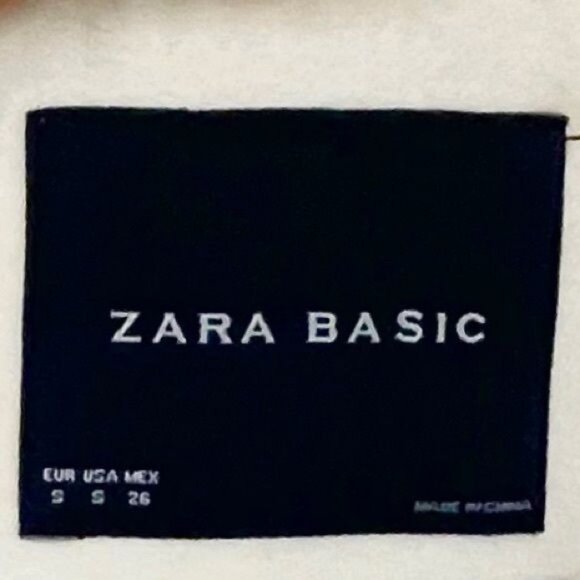 ZARA BASIC
EUR USA MEX
S S 26
MADE IN CHINA